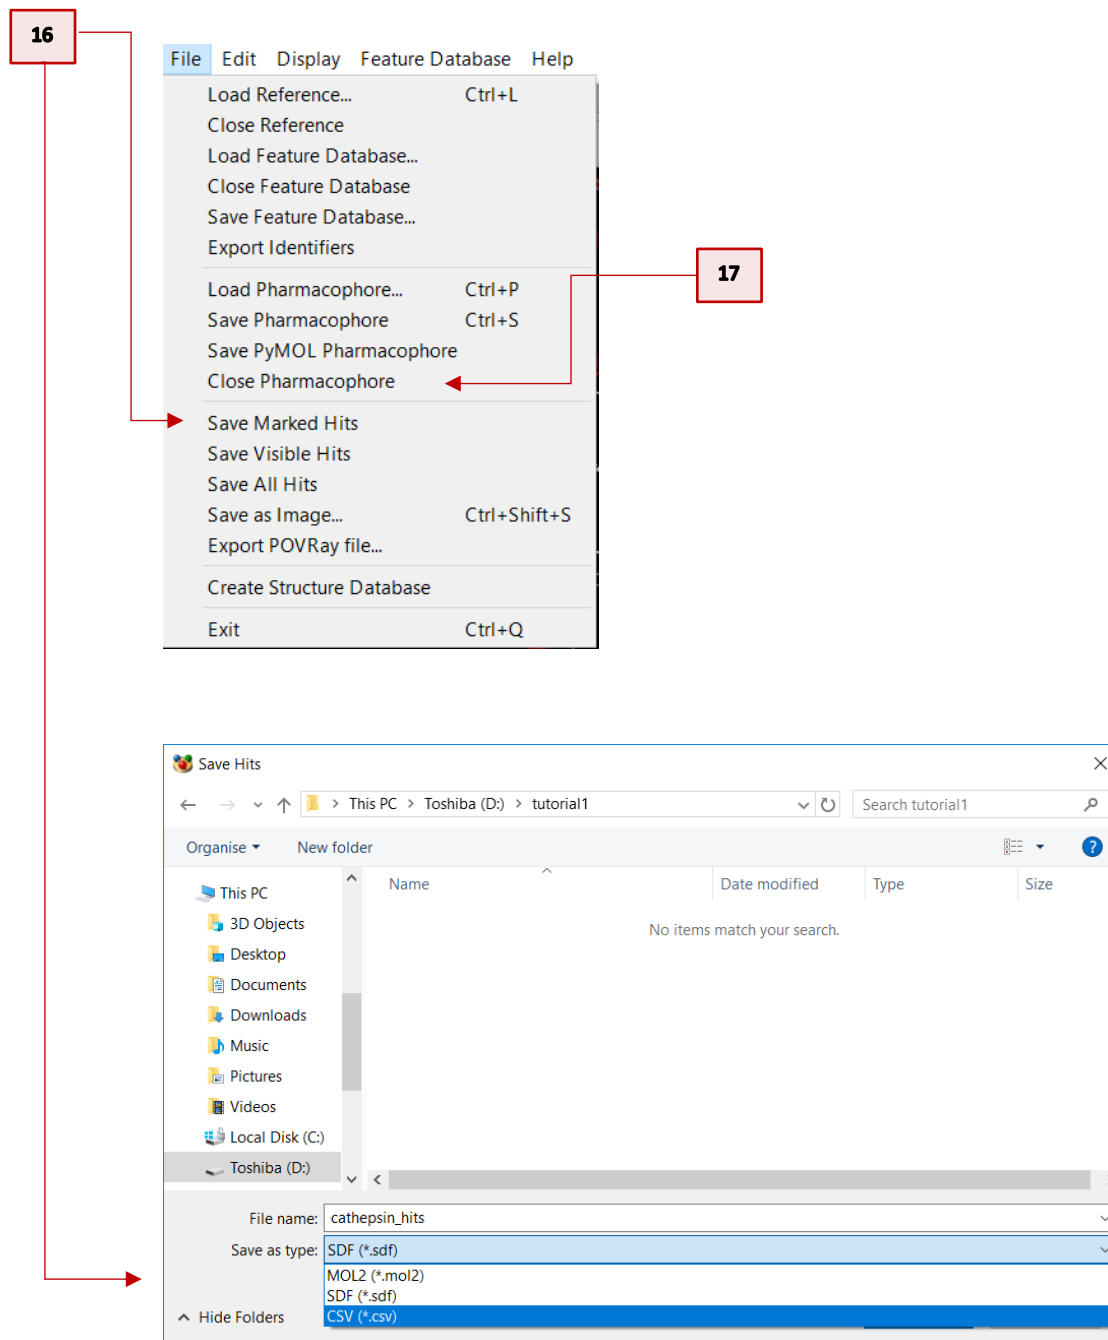 16
File Edit Display Feature Database Help
Load Reference... Ctrl+L
Close Reference
Load Feature Database...
Close Feature Database
Save Feature Database...
Export Identifiers
17
Load Pharmacophore... Ctrl+P
Save Pharmacophore Ctrl+S
Save PyMOL Pharmacophore
Close Pharmacophore
Save Marked Hits
Save Visible Hits
Save All Hits
Save as Image... Ctrl+Shift+S
Export POVRay file...
Create Structure Database
Exit Ctrl+Q
Save Hits
This PC > Toshiba (D:) > tutorial1
Search tutorial1
Organise New folder
?
Name Date modified Type Size
No items match your search.
This PC
3D Objects
Desktop
Documents
Downloads
Music
Pictures
Videos
Local Disk (C:)
Toshiba (D:)
File name: cathepsin_hits
Save as type: SDF (*.sdf)
MOL2 (*.mol2)
SDF (*.sdf)
CSV (*.csv)
Hide Folders